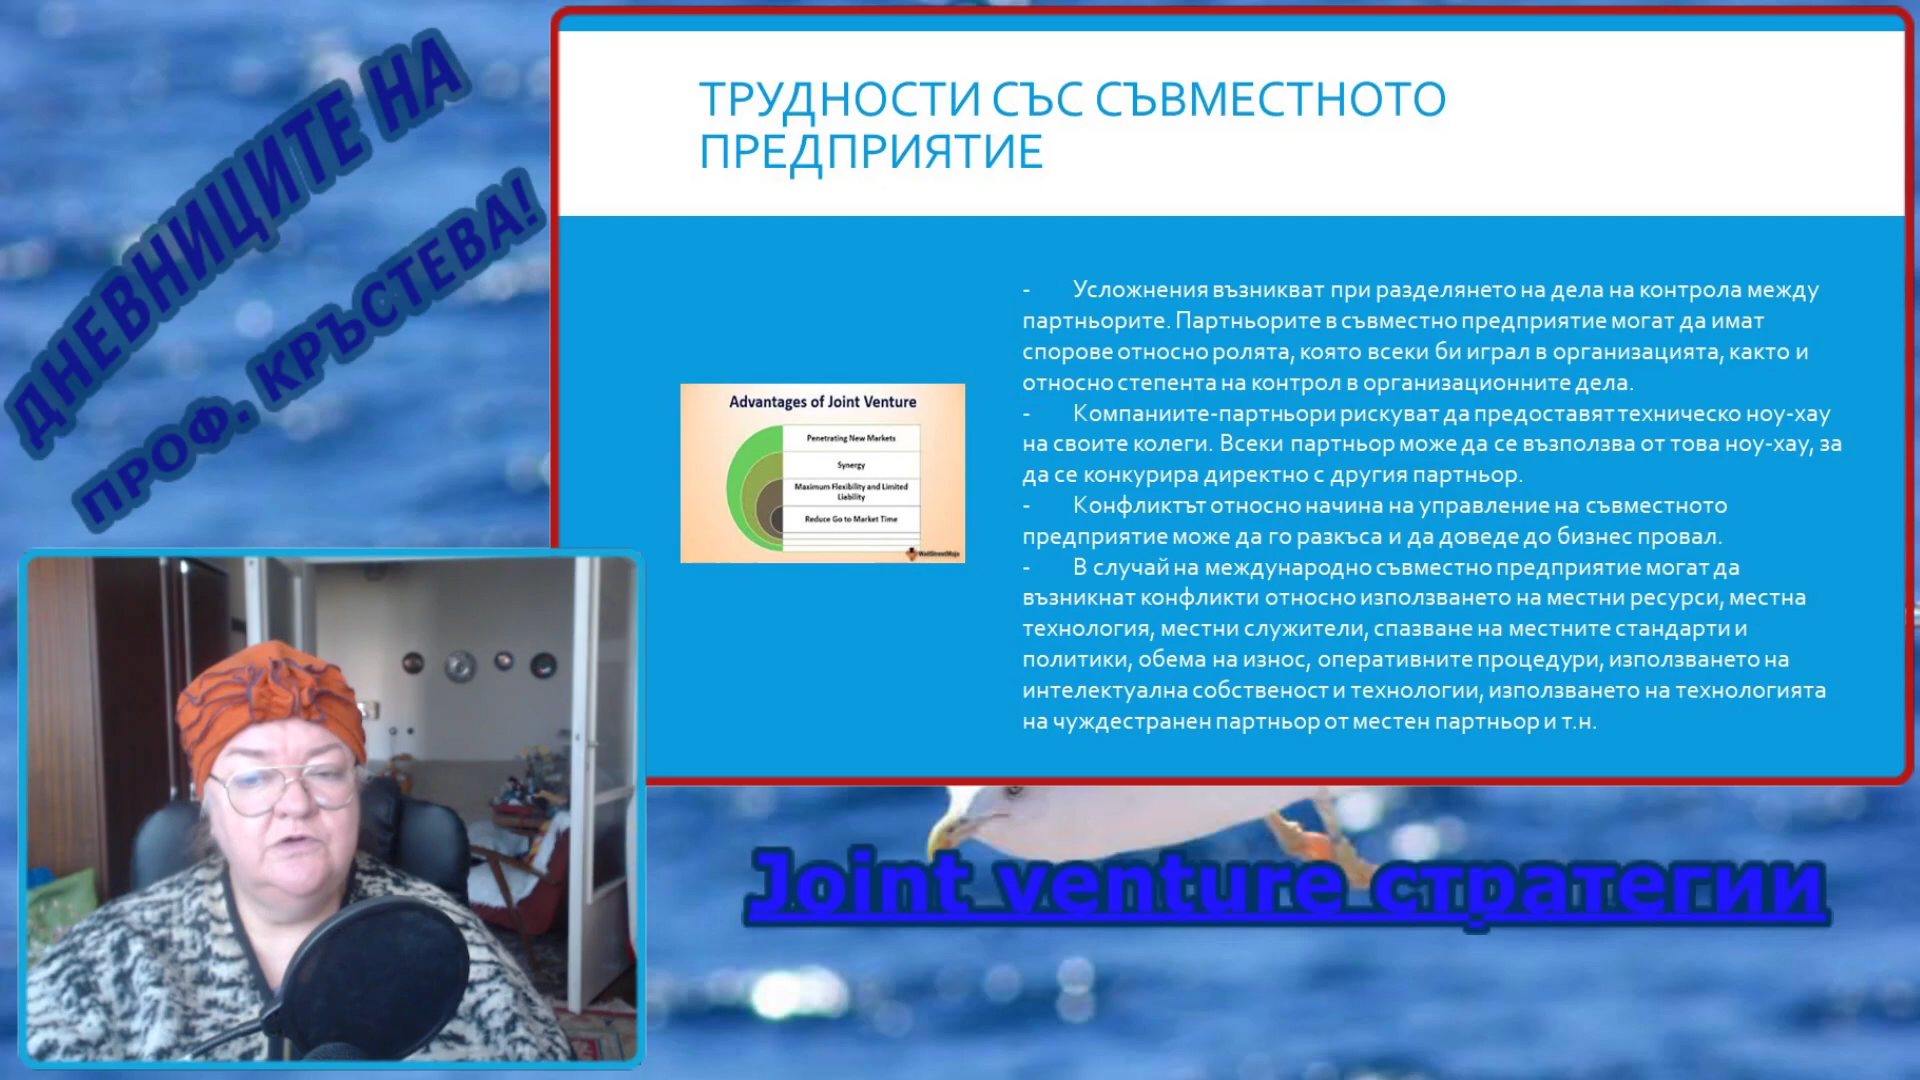 ДНЕВНИЦИТЕ НА
ПРОФ. КРЪСТЕВА!
ТРУДНОСТИ СЪС СЪВМЕСТНОТО
ПРЕДПРИЯТИЕ
Advantages of Joint Venture
Penetrating New Markets
Synergy
Maximum Flexibility and Limited
Liability
Reduce Go to Market Time
WallStreetMojo
- Усложнения възникват при разделянето на дела на контрола между
партньорите. Партньорите в съвместно предприятие могат да имат
спорове относно ролята, която всеки би играл в организацията, както и
относно степента на контрол в организационните дела.
- Компаниите-партньори рискуват да предоставят техническо ноу-хау
на своите колеги. Всеки партньор може да се възползва от това ноу-хау, за
да се конкурира директно с другия партньор.
- Конфликтът относно начина на управление на съвместното
предприятие може да го разкъса и да доведе до бизнес провал.
- В случай на международно съвместно предприятие могат да
възникнат конфликти относно използването на местни ресурси, местна
технология, местни служители, спазване на местните стандарти и
политики, обема на износ, оперативните процедури, използването на
интелектуална собственост и технологии, използването на технологията
на чуждестранен партньор от местен партньор и т.н.
Joint venture стратегии